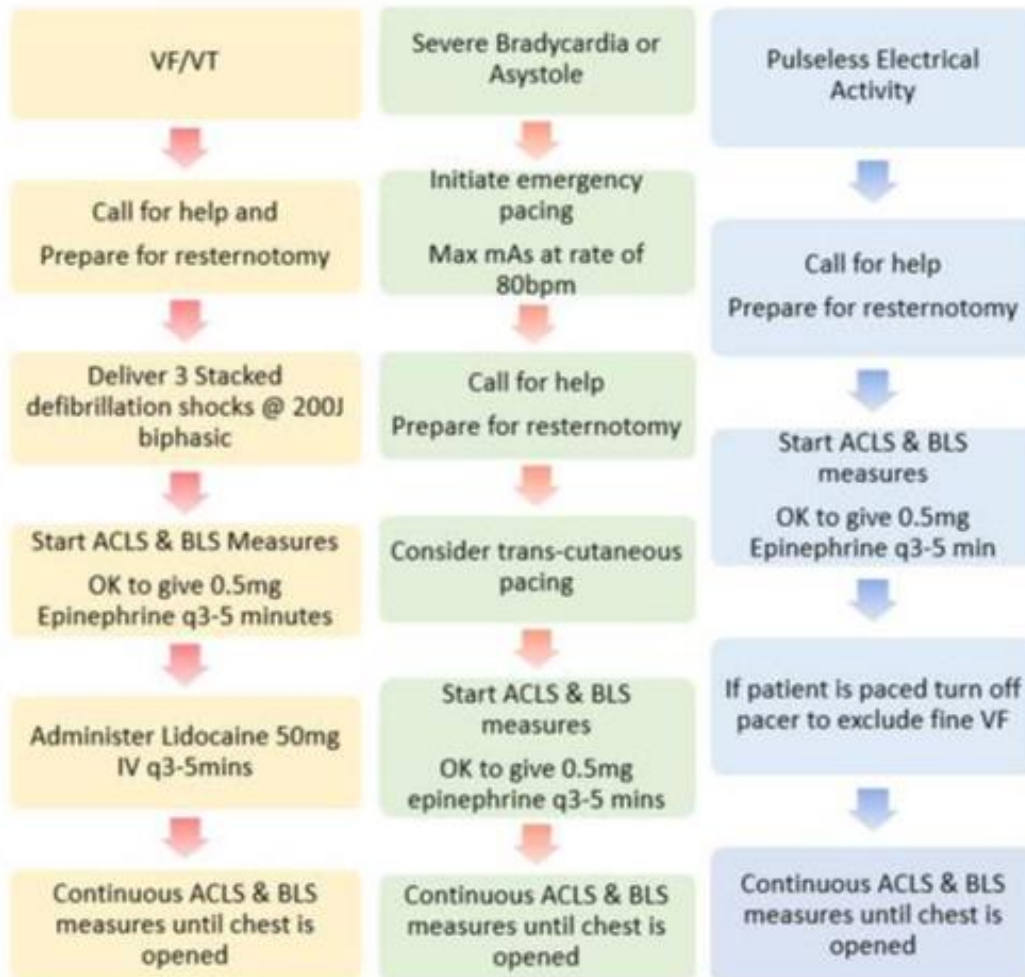 VF/VT
Call for help and
Prepare for resternotomy
Deliver 3 Stacked
defibrillation shocks @ 200J
biphasic
Start ACLS & BLS Measures
OK to give 0.5mg
Epinephrine q3-5 minutes
Administer Lidocaine 50mg
IV q3-5mins
Continuous ACLS & BLS
measures until chest is
opened
Severe Bradycardia or
Asystole
Initiate emergency
pacing
Max mAs at rate of
80bpm
Call for help
Prepare for resternotomy
Consider trans-cutaneous
pacing
Start ACLS & BLS
measures
OK to give 0.5mg
epinephrine q3-5 mins
Continuous ACLS & BLS
measures until chest is
opened
Pulseless Electrical
Activity
Call for help
Prepare for resternotomy
Start ACLS & BLS
measures
OK to give 0.5mg
Epinephrine q3-5 min
If patient is paced turn off
pacer to exclude fine VF
Continuous ACLS & BLS
measures until chest is
opened